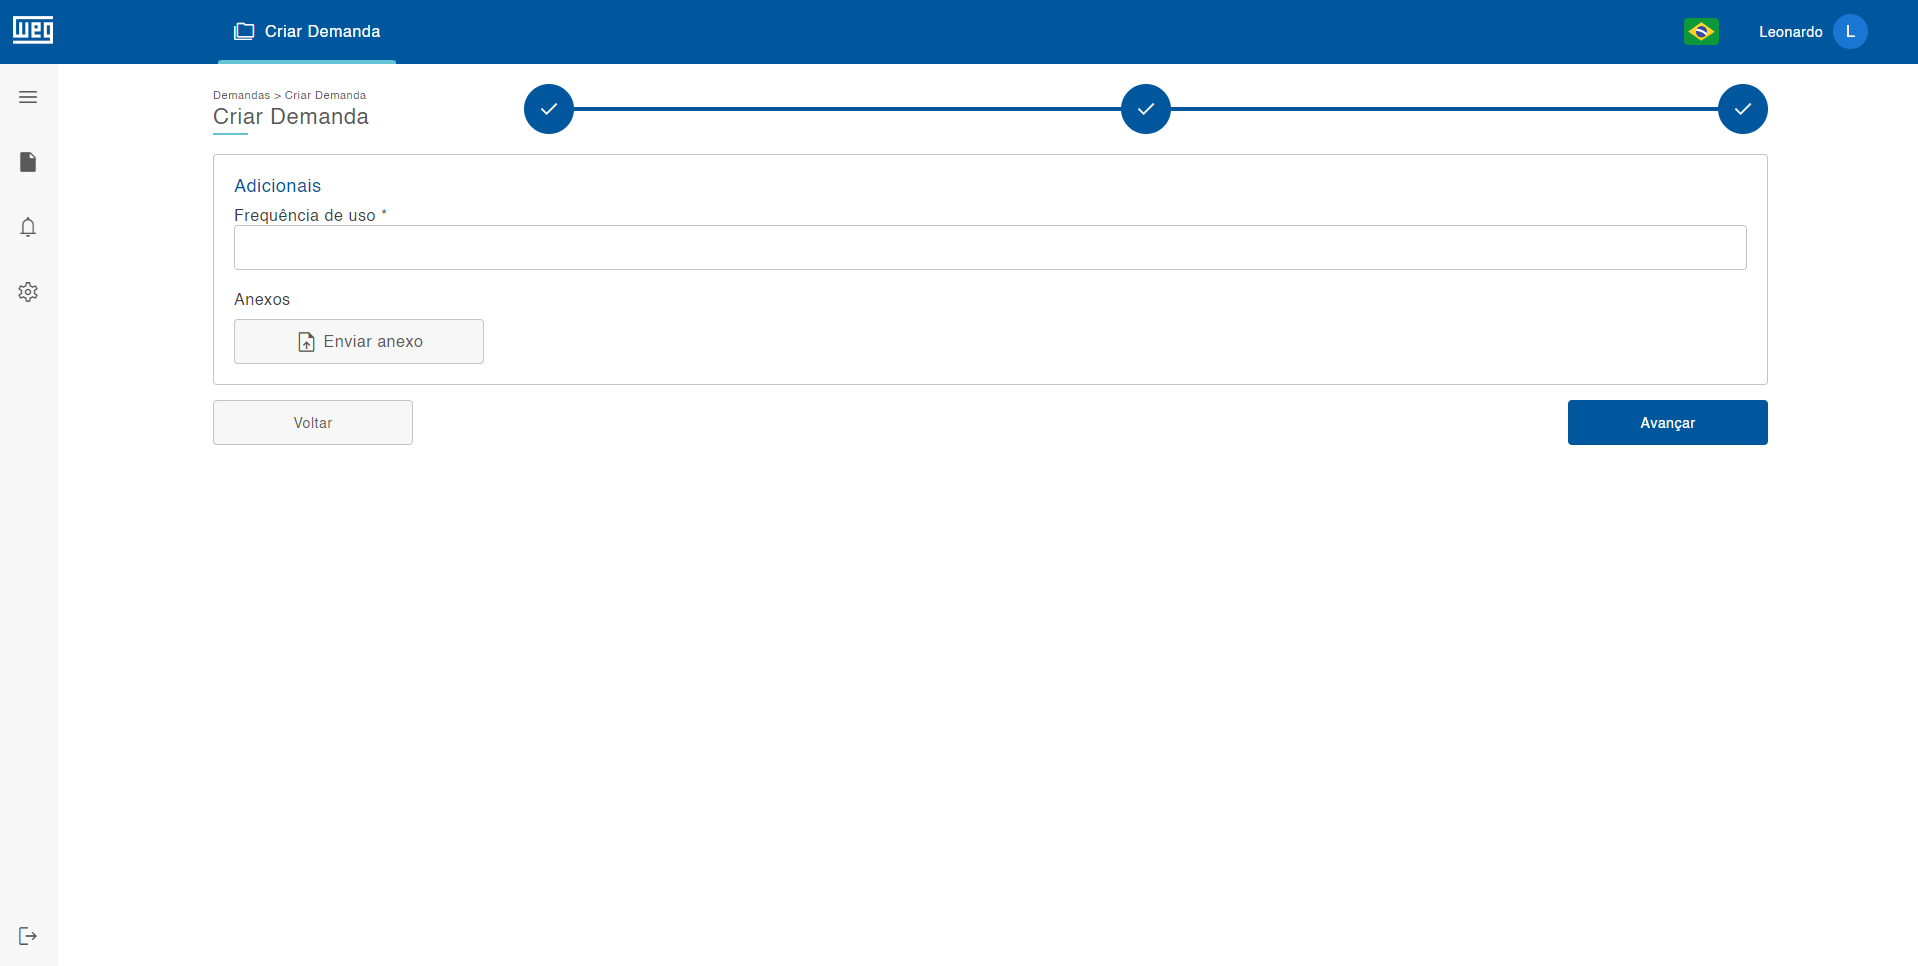 weg
Criar Demanda
Leonardo
L
Demandas > Criar Demanda
Criar Demanda
Adicionais
Frequência de uso *
Anexos
Enviar anexo
Voltar
Avançar